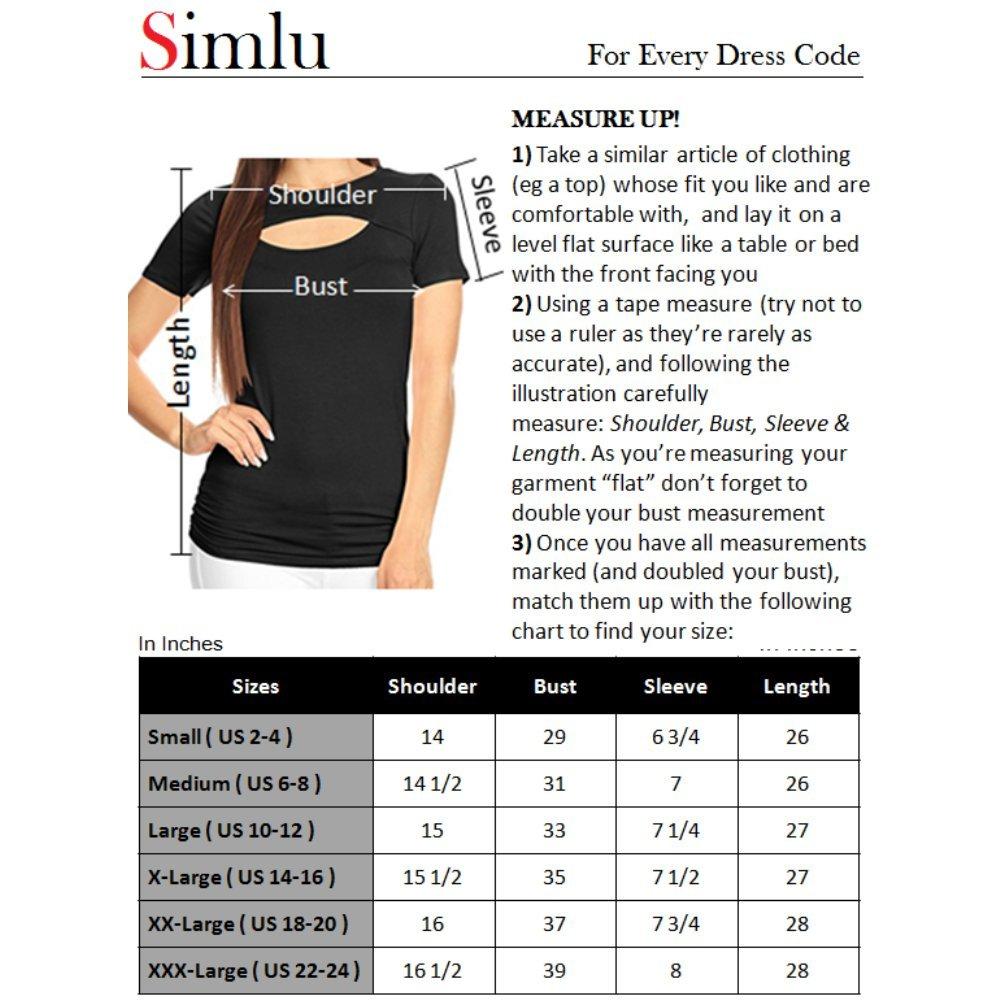 Simlu
For Every Dress Code
Shoulder
Sleeve
Bust
Length
MEASURE UP!
1) Take a similar article of clothing
(eg a top) whose fit you like and are
comfortable with, and lay it on a
level flat surface like a table or bed
with the front facing you
2) Using a tape measure (try not to
use a ruler as they're rarely as
accurate), and following the
illustration carefully
measure: Shoulder, Bust, Sleeve &
Length. As you're measuring your
garment "flat" don't forget to
double your bust measurement
3) Once you have all measurements
marked (and doubled your bust),
match them up with the following
chart to find your size:
In Inches
Sizes Shoulder Bust Sleeve Length
Small ( US 2-4 ) 14 29 6 3/4 26
Medium ( US 6-8 ) 14 1/2 31 7 26
Large ( US 10-12 ) 15 33 7 1/4 27
X-Large ( US 14-16 ) 15 1/2 35 7 1/2 27
XX-Large ( US 18-20 ) 16 37 7 3/4 28
XXX-Large ( US 22-24 ) 16 1/2 39 8 28